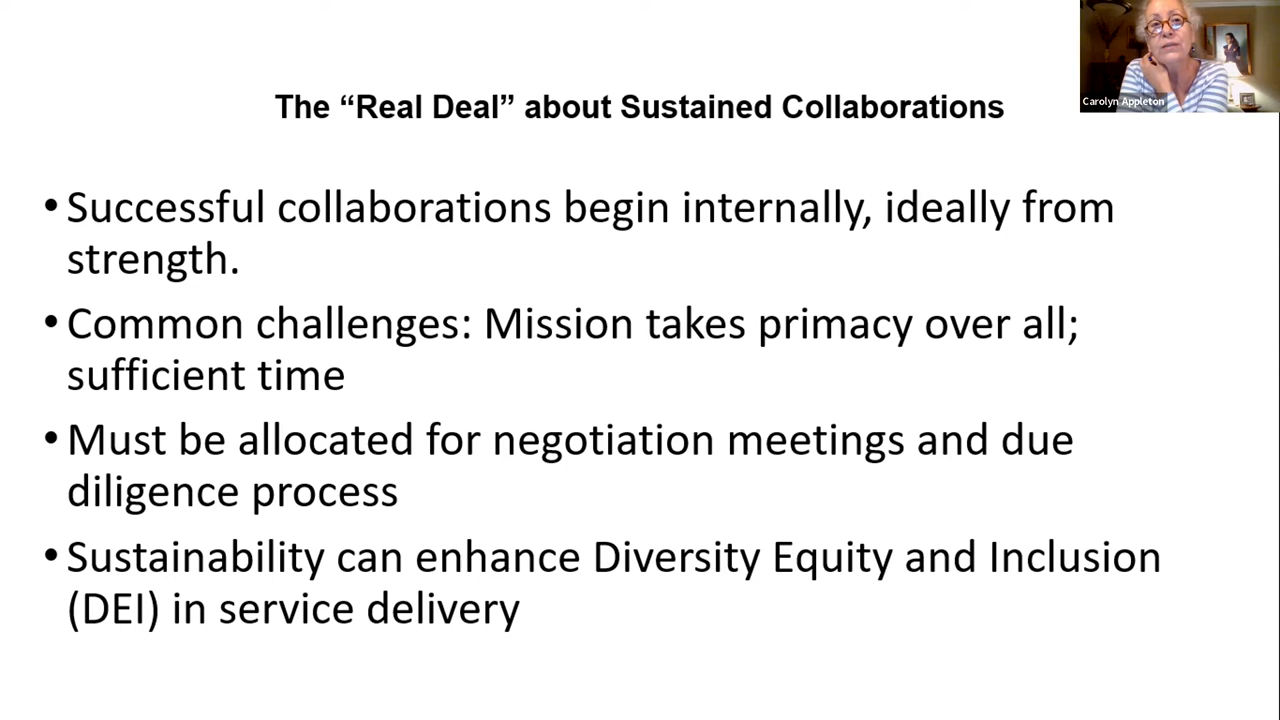 The “Real Deal” about Sustained Collaborations
Carolyn Appleton
• Successful collaborations begin internally, ideally from
strength.
• Common challenges: Mission takes primacy over all;
sufficient time
• Must be allocated for negotiation meetings and due
diligence process
• Sustainability can enhance Diversity Equity and Inclusion
(DEI) in service delivery